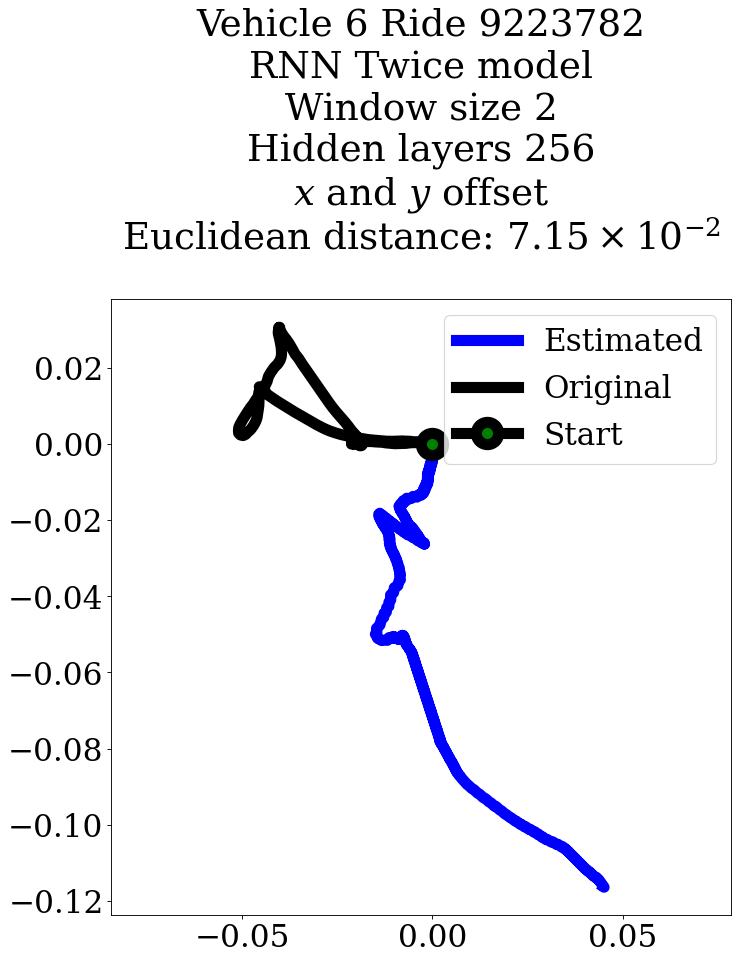 Vehicle 6 Ride 9223782
RNN Twice model
Window size 2
Hidden layers 256
x and y offset
Euclidean distance: 7.15 × 10⁻²
Estimated
Original
Start
0.02
0.00
−0.02
−0.04
−0.06
−0.08
−0.10
−0.12
−0.05 0.00 0.05